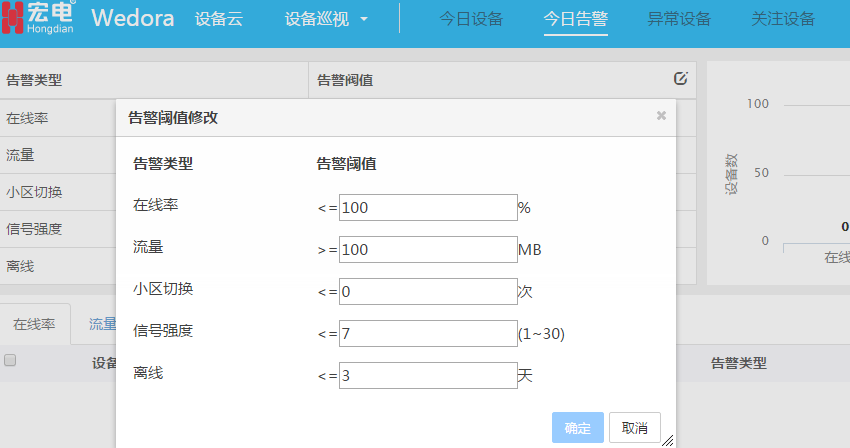 宏电 Hongdian Wedora 设备云 设备巡视 今日设备 今日告警 异常设备 关注设备
告警类型 告警阀值
在线率
流量
小区切换
信号强度
离线
告警阈值修改 ×
告警类型 告警阈值
在线率 <=100%
流量 >=100MB
小区切换 <=0次
信号强度 <=7(1~30)
离线 <=3天
确定 取消
设备数
100
50
0
0
在线
在线率 流量
设备 告警类型